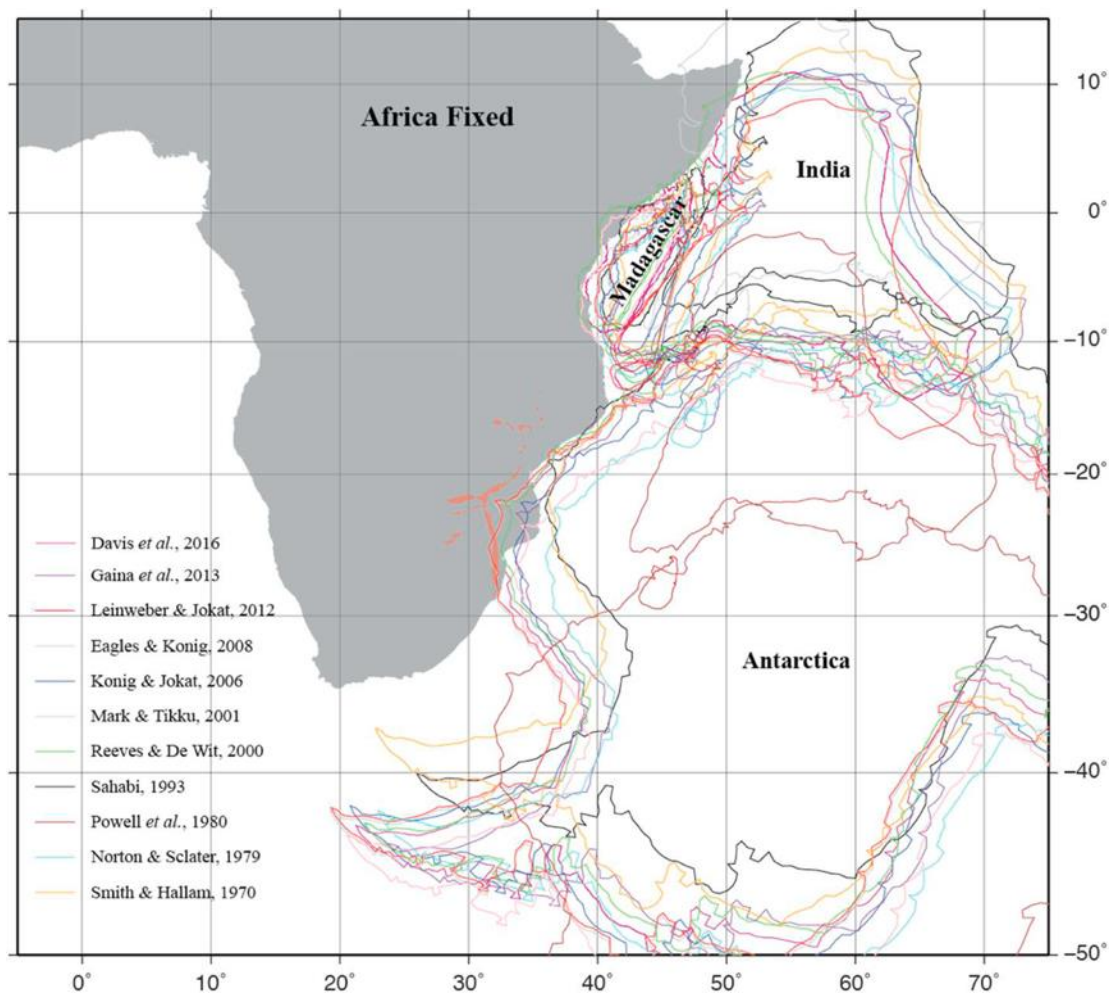 Africa Fixed
India
Madagascar
Antarctica
Davis et al., 2016
Gaina et al., 2013
Leinweber & Jokat, 2012
Eagles & Konig, 2008
Konig & Jokat, 2006
Mark & Tikku, 2001
Reeves & De Wit, 2000
Sahabi, 1993
Powell et al., 1980
Norton & Sclater, 1979
Smith & Hallam, 1970
10°
0°
−10°
−20°
−30°
−40°
−50°
0° 10° 20° 30° 40° 50° 60° 70°